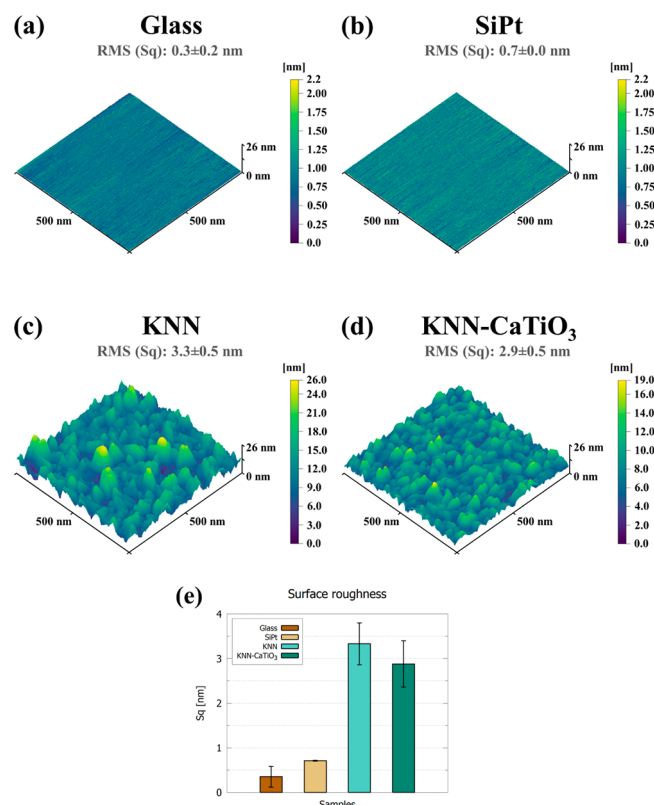 (a) Glass
RMS (Sq): 0.3±0.2 nm
[nm]
2.2
2.00
1.75
1.50
1.25
1.00
0.75
0.50
0.25
0.0
26 nm
0 nm
500 nm
500 nm
(b) SiPt
RMS (Sq): 0.7±0.0 nm
[nm]
2.2
2.00
1.75
1.50
1.25
1.00
0.75
0.50
0.25
0.0
26 nm
0 nm
500 nm
500 nm
(c) KNN
RMS (Sq): 3.3±0.5 nm
[nm]
26.0
24.0
21.0
18.0
15.0
12.0
9.0
6.0
3.0
0.0
26 nm
0 nm
500 nm
500 nm
(d) KNN-CaTiO₃
RMS (Sq): 2.9±0.5 nm
[nm]
19.0
18.0
16.0
14.0
12.0
10.0
8.0
6.0
4.0
2.0
0.0
26 nm
0 nm
500 nm
500 nm
(e)
Surface roughness
4
3
2
1
0
Sq [nm]
Glass
SiPt
KNN
KNN-CaTiO₃
Samples